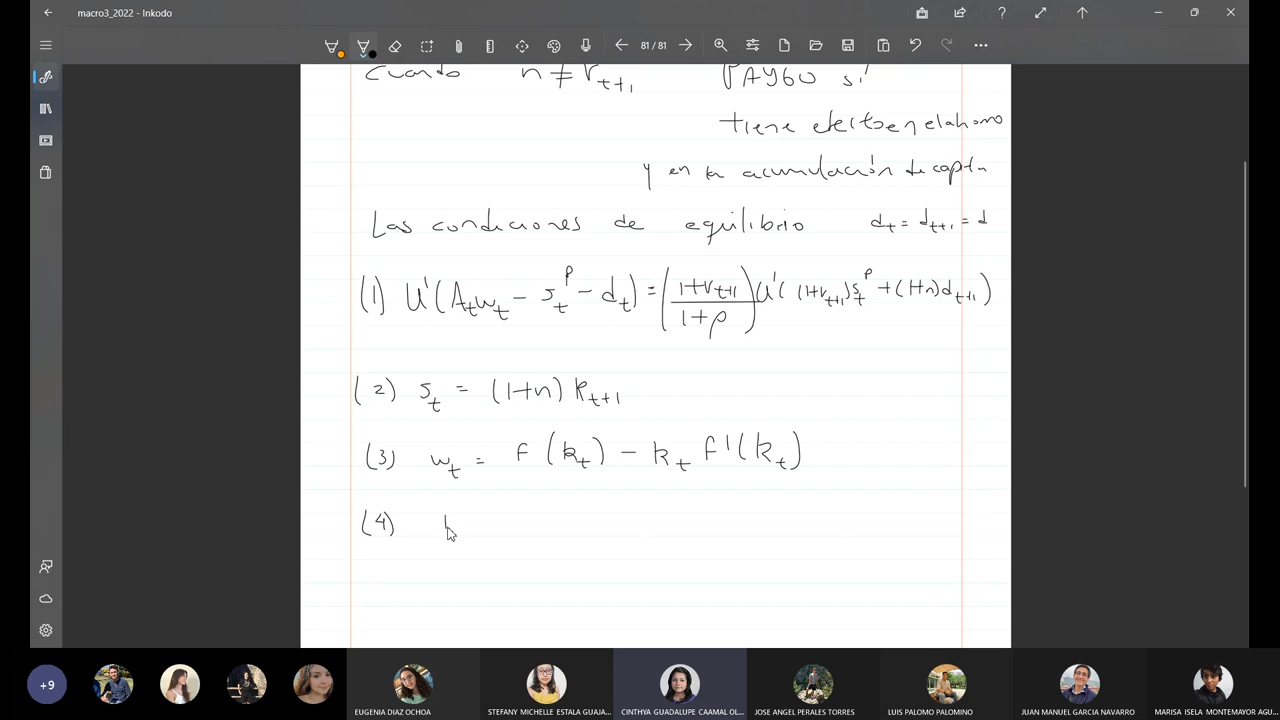 macro3_2022 - Inkodo
81 / 81
cuando n ≠ r_{t+1} PAYGO sí
tiene efectos en el ahorro
y en la acumulación de capita
Las condiciones de equilibrio d_t = d_{t+1} = d
(1) U'(A_t w_t - s_t^p - d_t) = ((1+r_{t+1})/(1+ρ)) U'((1+r_{t+1}) s_t^p + (1+n) d_{t+1})
(2) s_t = (1+n) k_{t+1}
(3) w_t = f(k_t) - k_t f'(k_t)
(4)
+9
EUGENIA DIAZ OCHOA
STEFANY MICHELLE ESTALA GUAJA...
CINTHYA GUADALUPE CAAMAL OL...
JOSE ANGEL PERALES TORRES
LUIS PALOMO PALOMINO
JUAN MANUEL GARCIA NAVARRO
MARISA ISELA MONTEMAYOR AGU...